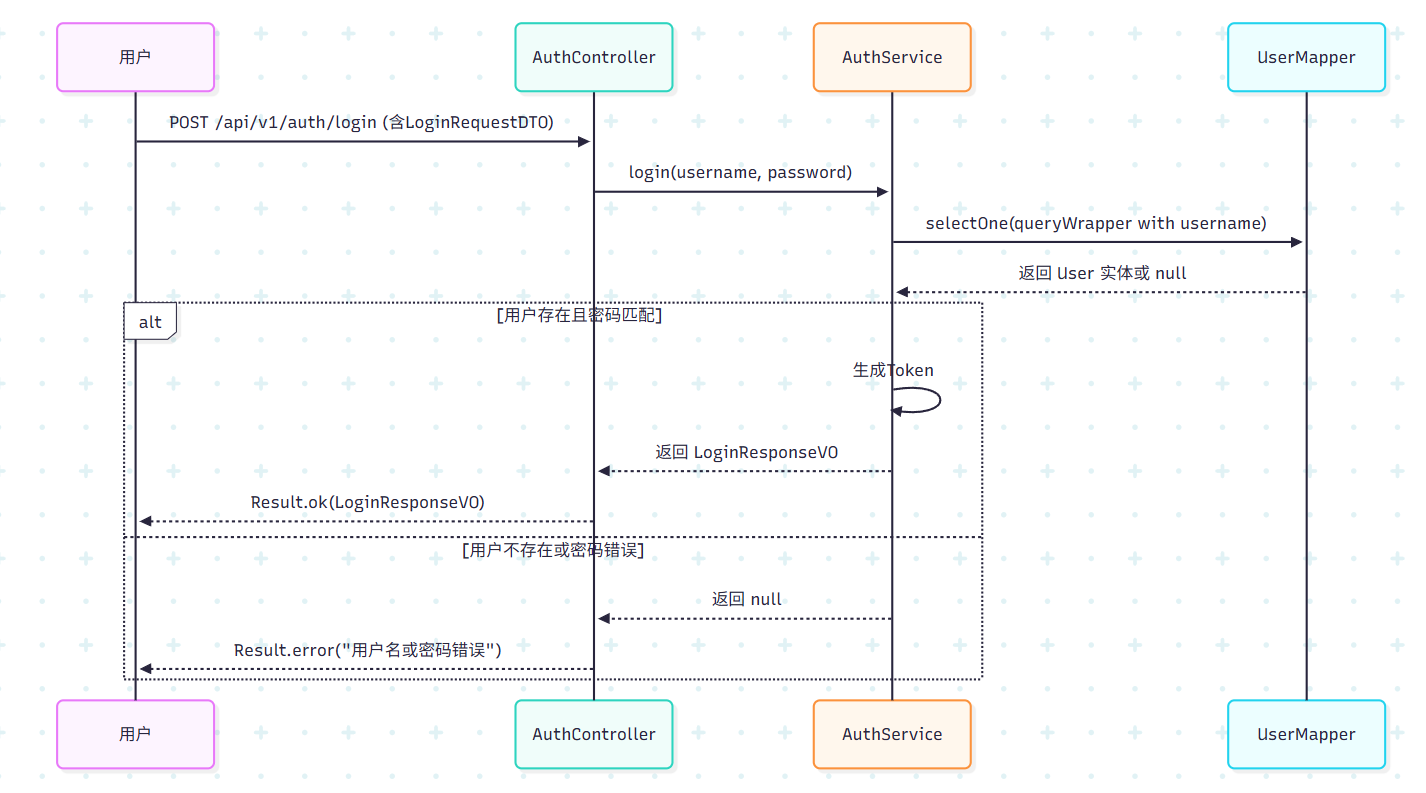 用户
AuthController
AuthService
UserMapper
POST /api/v1/auth/login (含LoginRequestDTO)
login(username, password)
selectOne(queryWrapper with username)
返回 User 实体或 null
alt
[用户存在且密码匹配]
生成Token
返回 LoginResponseVO
Result.ok(LoginResponseVO)
[用户不存在或密码错误]
返回 null
Result.error("用户名或密码错误")
用户
AuthController
AuthService
UserMapper